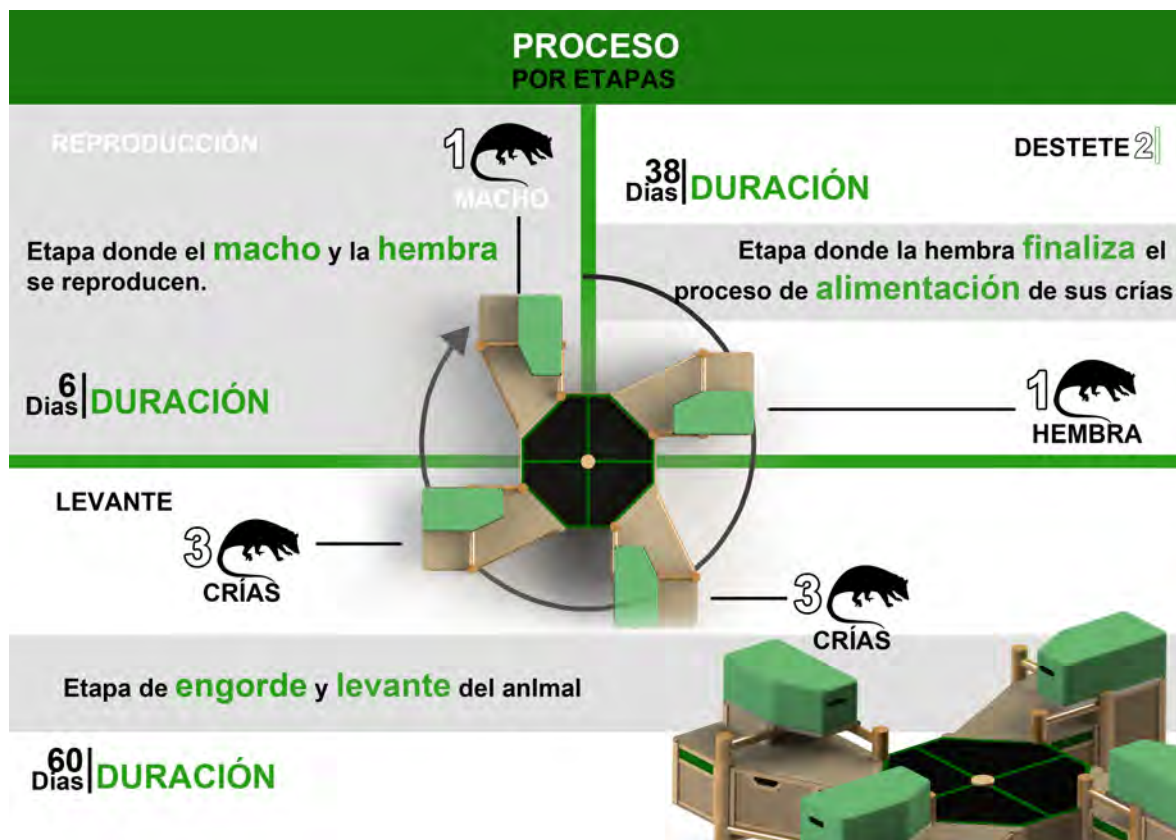 PROCESO
POR ETAPAS
REPRODUCCIÓN
1
MACHO
Etapa donde el macho y la hembra
se reproducen.
6
Dias
DURACIÓN
DESTETE 2
38
Dias
DURACIÓN
Etapa donde la hembra finaliza el
proceso de alimentación de sus crías
1
HEMBRA
LEVANTE
3
CRÍAS
3
CRÍAS
Etapa de engorde y levante del anImal
60
Dias
DURACIÓN